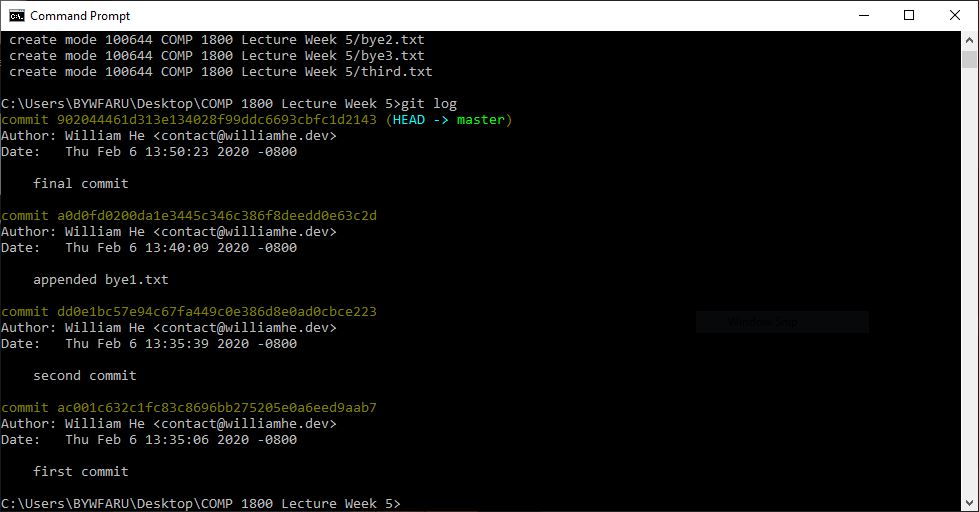 Command Prompt
create mode 100644 COMP 1800 Lecture Week 5/bye2.txt
create mode 100644 COMP 1800 Lecture Week 5/bye3.txt
create mode 100644 COMP 1800 Lecture Week 5/third.txt
C:\Users\BYWFARU\Desktop\COMP 1800 Lecture Week 5>git log
commit 902044461d313e134028f99ddc6693cbfc1d2143 (HEAD -> master)
Author: William He <contact@williamhe.dev>
Date:   Thu Feb 6 13:50:23 2020 -0800
final commit
commit a0d0fd0200da1e3445c346c386f8deedd0e63c2d
Author: William He <contact@williamhe.dev>
Date:   Thu Feb 6 13:40:09 2020 -0800
appended bye1.txt
commit dd0e1bc57e94c67fa449c0e386d8e0ad0cbce223
Author: William He <contact@williamhe.dev>
Date:   Thu Feb 6 13:35:39 2020 -0800
Window Snip
second commit
commit ac001c632c1fc83c8696bb275205e0a6eed9aab7
Author: William He <contact@williamhe.dev>
Date:   Thu Feb 6 13:35:06 2020 -0800
first commit
C:\Users\BYWFARU\Desktop\COMP 1800 Lecture Week 5>